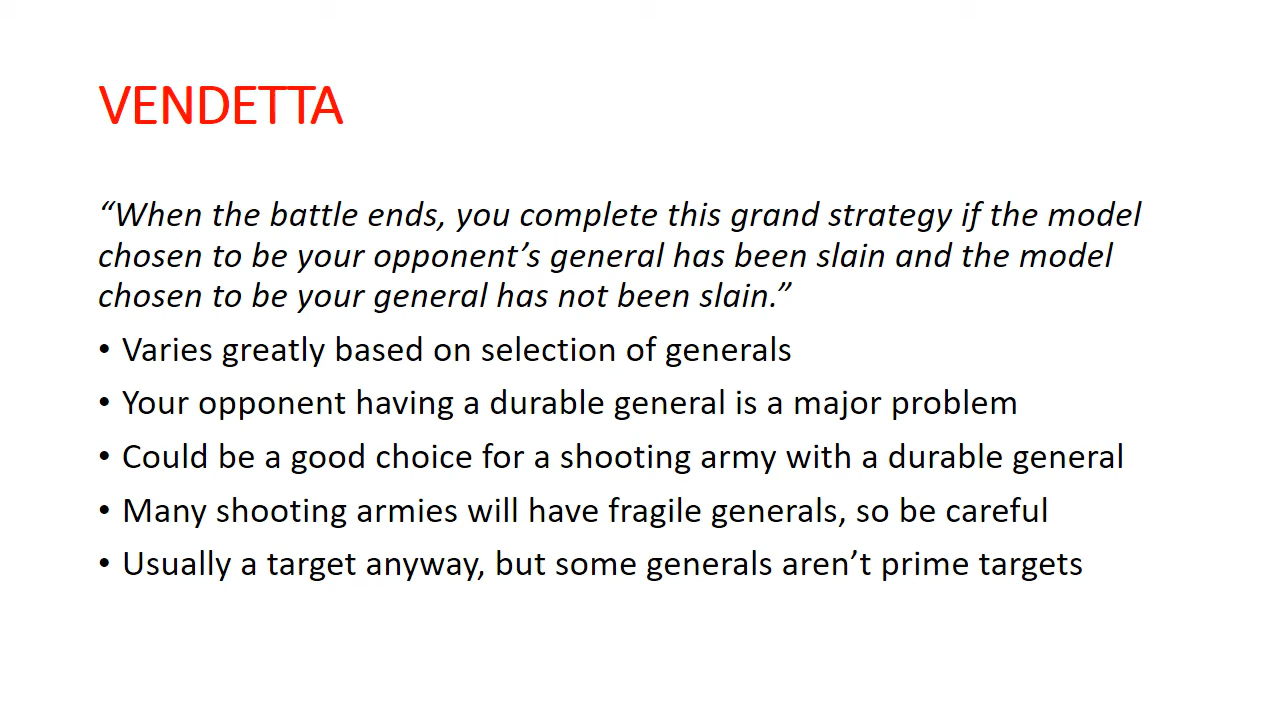 VENDETTA
“When the battle ends, you complete this grand strategy if the model
chosen to be your opponent’s general has been slain and the model
chosen to be your general has not been slain.”
• Varies greatly based on selection of generals
• Your opponent having a durable general is a major problem
• Could be a good choice for a shooting army with a durable general
• Many shooting armies will have fragile generals, so be careful
• Usually a target anyway, but some generals aren’t prime targets